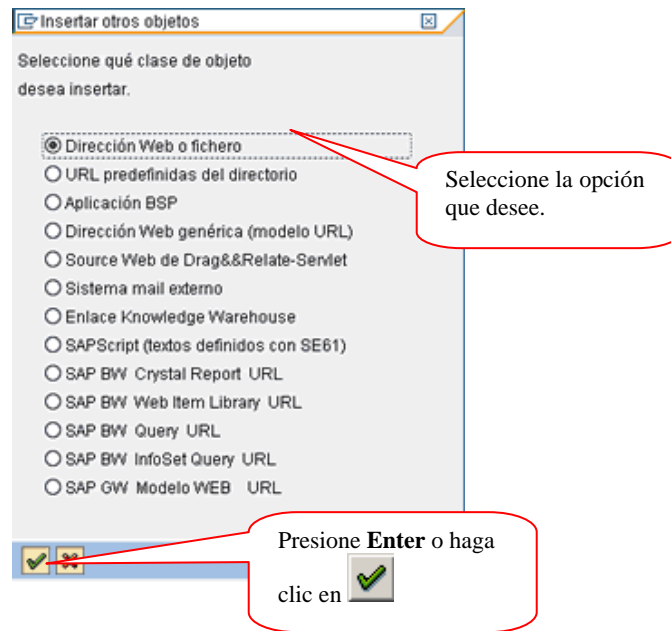 Insertar otros objetos
Seleccione qué clase de objeto
desea insertar.
Dirección Web o fichero
URL predefinidas del directorio
Aplicación BSP
Dirección Web genérica (modelo URL)
Source Web de Drag&&Relate-Servlet
Sistema mail externo
Enlace Knowledge Warehouse
SAPScript (textos definidos con SE61)
SAP BW Crystal Report URL
SAP BW Web Item Library URL
SAP BW Query URL
SAP BW InfoSet Query URL
SAP GW Modelo WEB URL
Seleccione la opción
que desee.
Presione Enter o haga
clic en